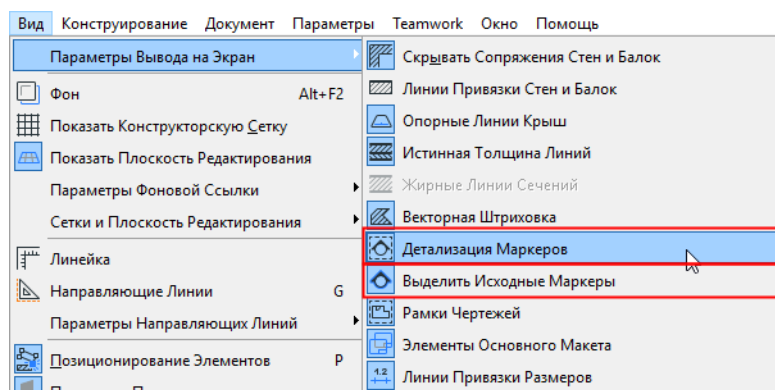 Вид Конструирование Документ Параметры Teamwork Окно Помощь
Параметры Вывода на Экран
Фон Alt+F2
Показать Конструкторскую Сетку
Показать Плоскость Редактирования
Параметры Фоновой Ссылки
Сетки и Плоскость Редактирования
Линейка
Направляющие Линии G
Параметры Направляющих Линий
Позиционирование Элементов P
Скрывать Сопряжения Стен и Балок
Линии Привязки Стен и Балок
Опорные Линии Крыш
Истинная Толщина Линий
Жирные Линии Сечений
Векторная Штриховка
Детализация Маркеров
Выделить Исходные Маркеры
Рамки Чертежей
Элементы Основного Макета
1.2
Линии Привязки Размеров